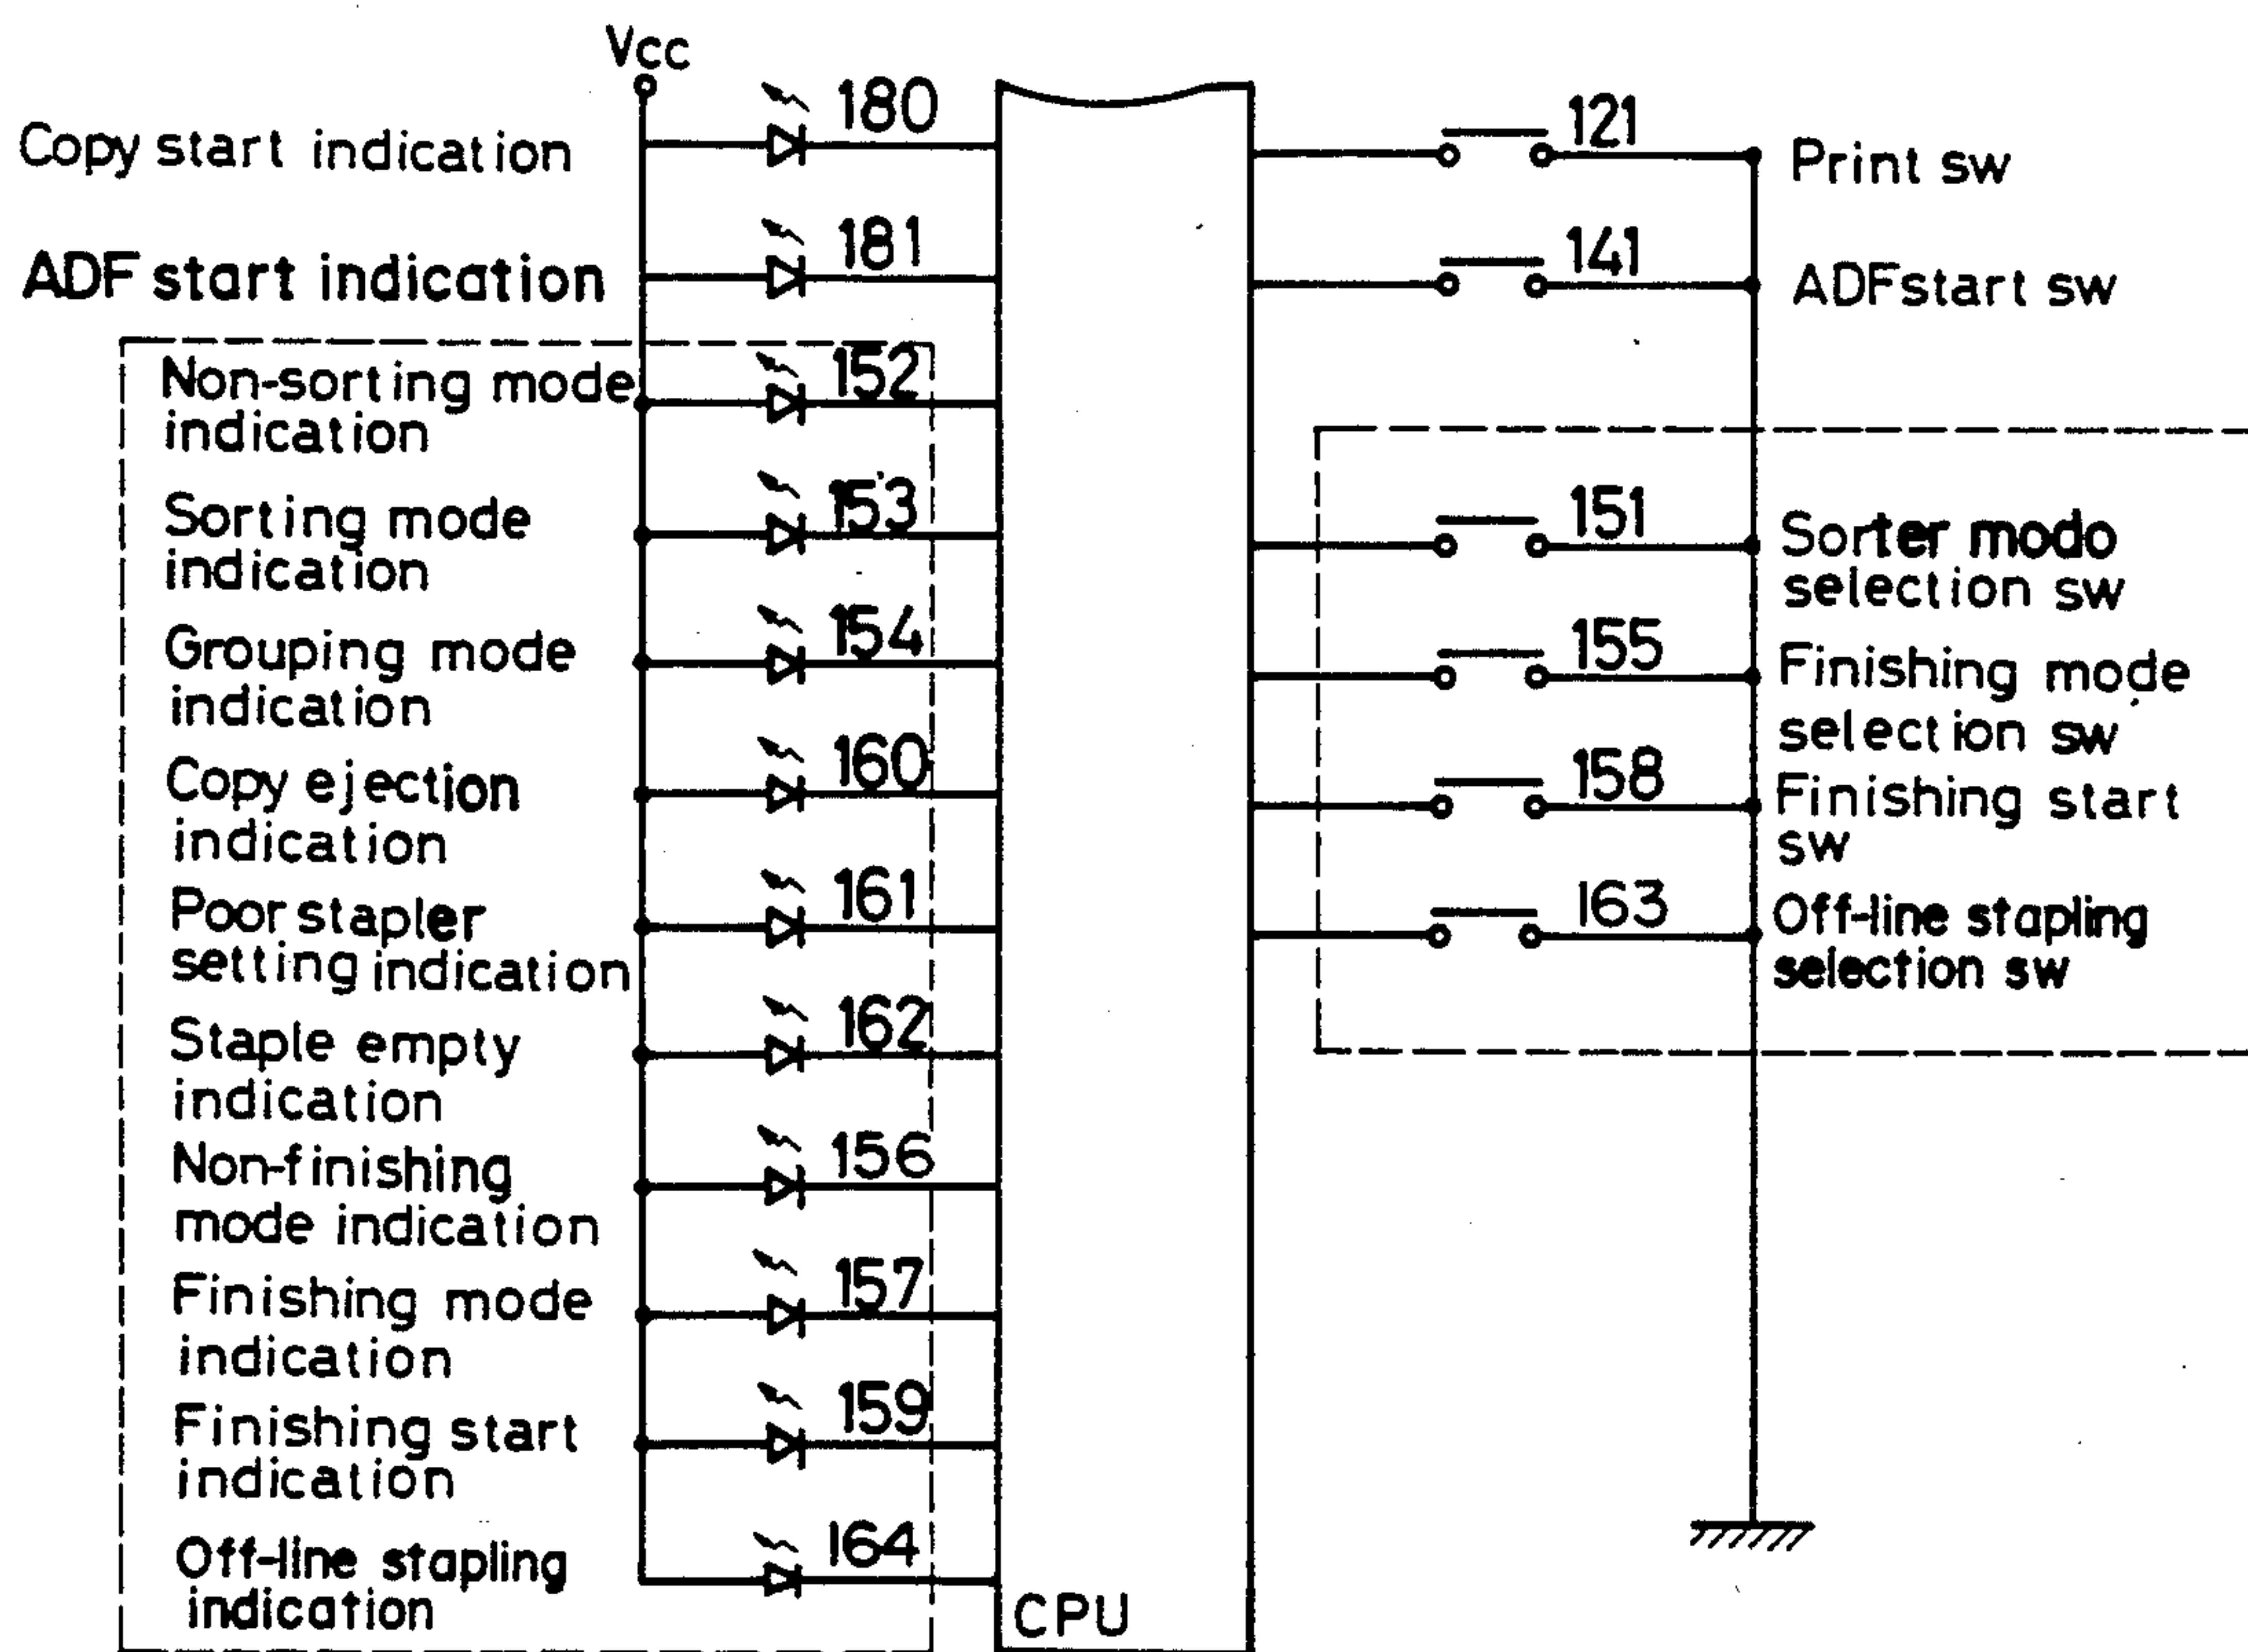 Vcc
Copy start indication
180
ADF start indication
181
Non-sorting mode
indication
152
Sorting mode
indication
153
Grouping mode
indication
154
Copy ejection
indication
160
Poor stapler
setting indication
161
Staple empty
indication
162
Non-finishing
mode indication
156
Finishing mode
indication
157
Finishing start
indication
159
Off-line stapling
indication
164
CPU
121
Print sw
141
ADFstart sw
151
Sorter modo
selection sw
155
Finishing mode
selection sw
158
Finishing start
sw
163
Off-line stapling
selection sw